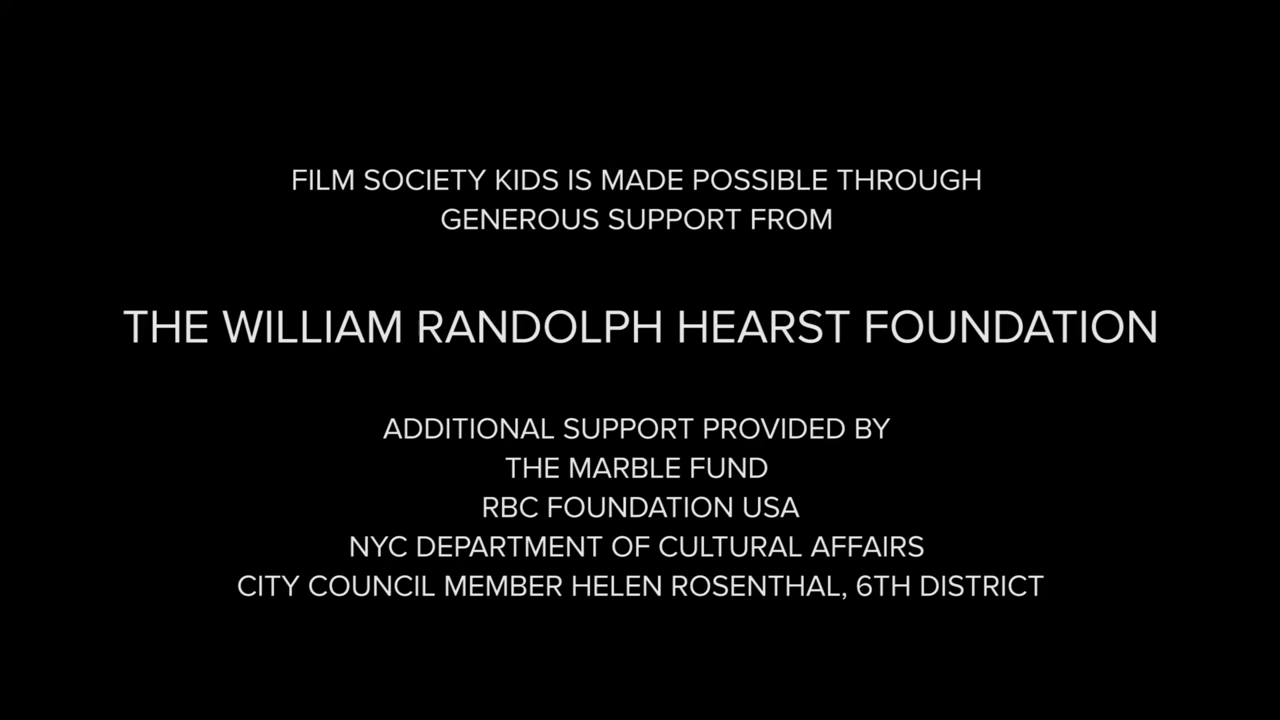 FILM SOCIETY KIDS IS MADE POSSIBLE THROUGH
GENEROUS SUPPORT FROM
THE WILLIAM RANDOLPH HEARST FOUNDATION
ADDITIONAL SUPPORT PROVIDED BY
THE MARBLE FUND
RBC FOUNDATION USA
NYC DEPARTMENT OF CULTURAL AFFAIRS
CITY COUNCIL MEMBER HELEN ROSENTHAL, 6TH DISTRICT